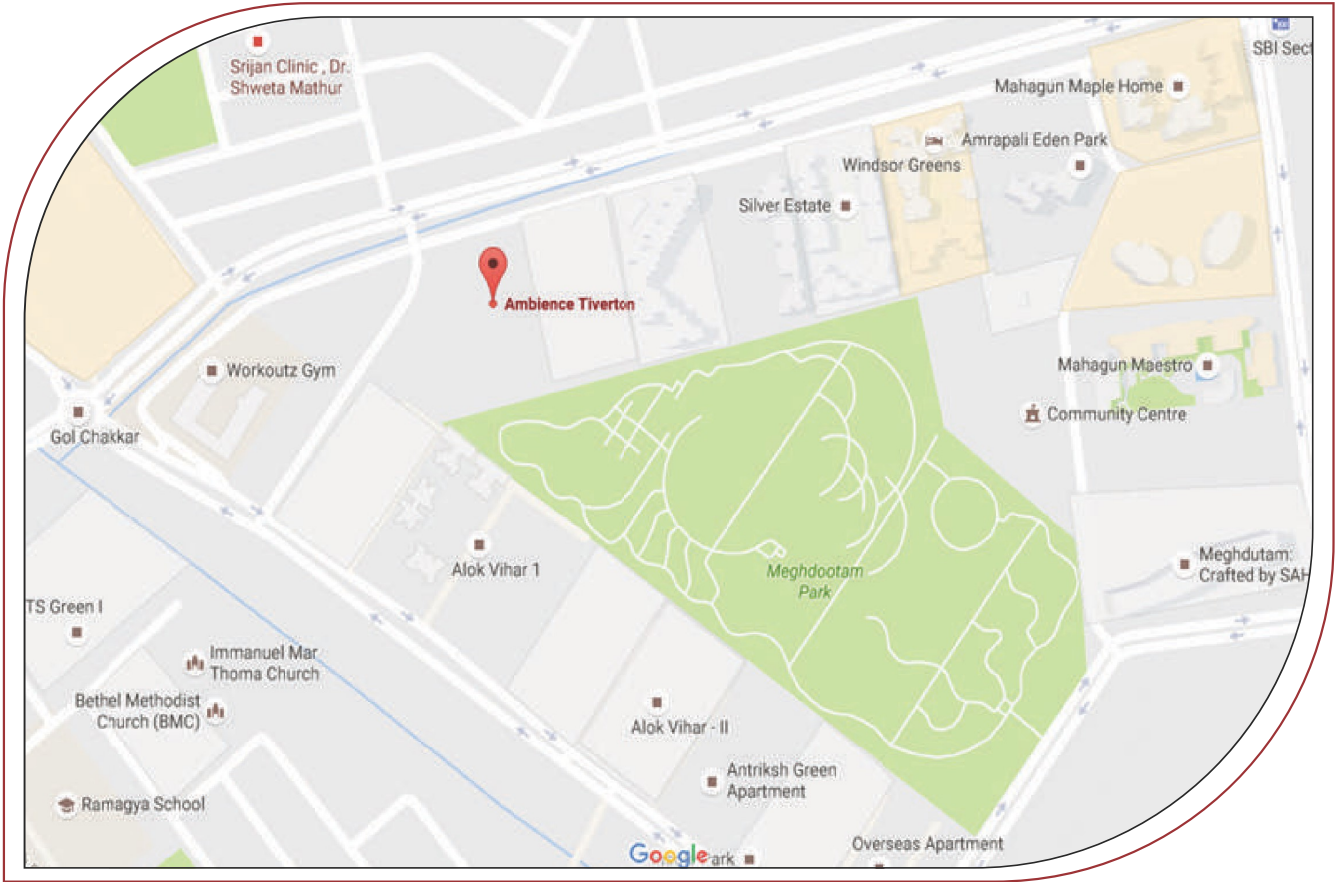 SBI Sect
Srijan Clinic , Dr.
Shweta Mathur
Mahagun Maple Home
Amrapali Eden Park
Windsor Greens
Silver Estate
Ambience Tiverton
Workoutz Gym
Mahagun Maestro
Community Centre
Gol Chakkar
Alok Vihar 1
Meghdootam
Park
Meghdutam:
Crafted by SAH
TS Green I
Immanuel Mar
Thoma Church
Bethel Methodist
Church (BMC)
Alok Vihar - II
Antriksh Green
Apartment
Ramagya School
Overseas Apartment
Google ark